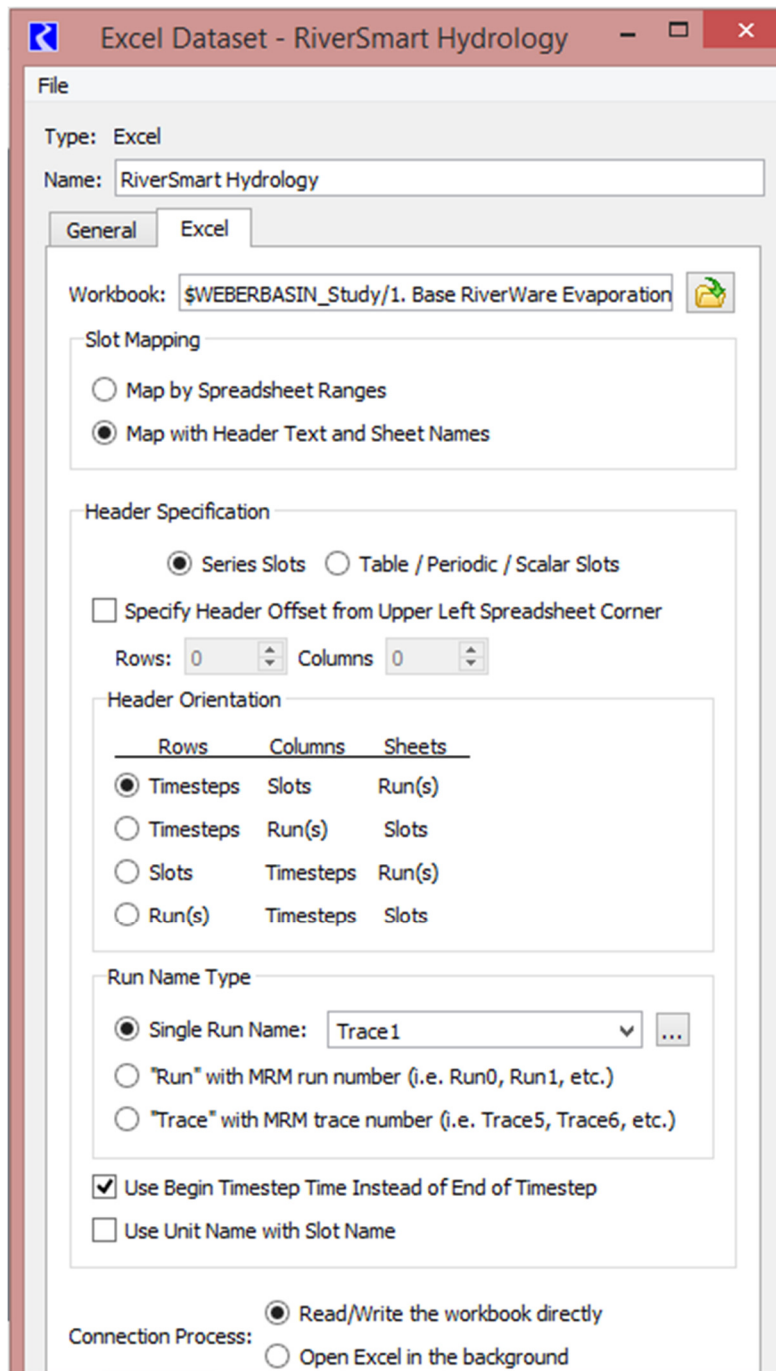 Excel Dataset - RiverSmart Hydrology
File
Type: Excel
Name: RiverSmart Hydrology
General Excel
Workbook: $WEBERBASIN_Study/1. Base RiverWare Evaporation
Slot Mapping
Map by Spreadsheet Ranges
Map with Header Text and Sheet Names
Header Specification
Series Slots Table / Periodic / Scalar Slots
Specify Header Offset from Upper Left Spreadsheet Corner
Rows: 0 Columns 0
Header Orientation
Rows Columns Sheets
Timesteps Slots Run(s)
Timesteps Run(s) Slots
Slots Timesteps Run(s)
Run(s) Timesteps Slots
Run Name Type
Single Run Name: Trace1 ...
"Run" with MRM run number (i.e. Run0, Run1, etc.)
"Trace" with MRM trace number (i.e. Trace5, Trace6, etc.)
Use Begin Timestep Time Instead of End of Timestep
Use Unit Name with Slot Name
Read/Write the workbook directly
Connection Process:
Open Excel in the background